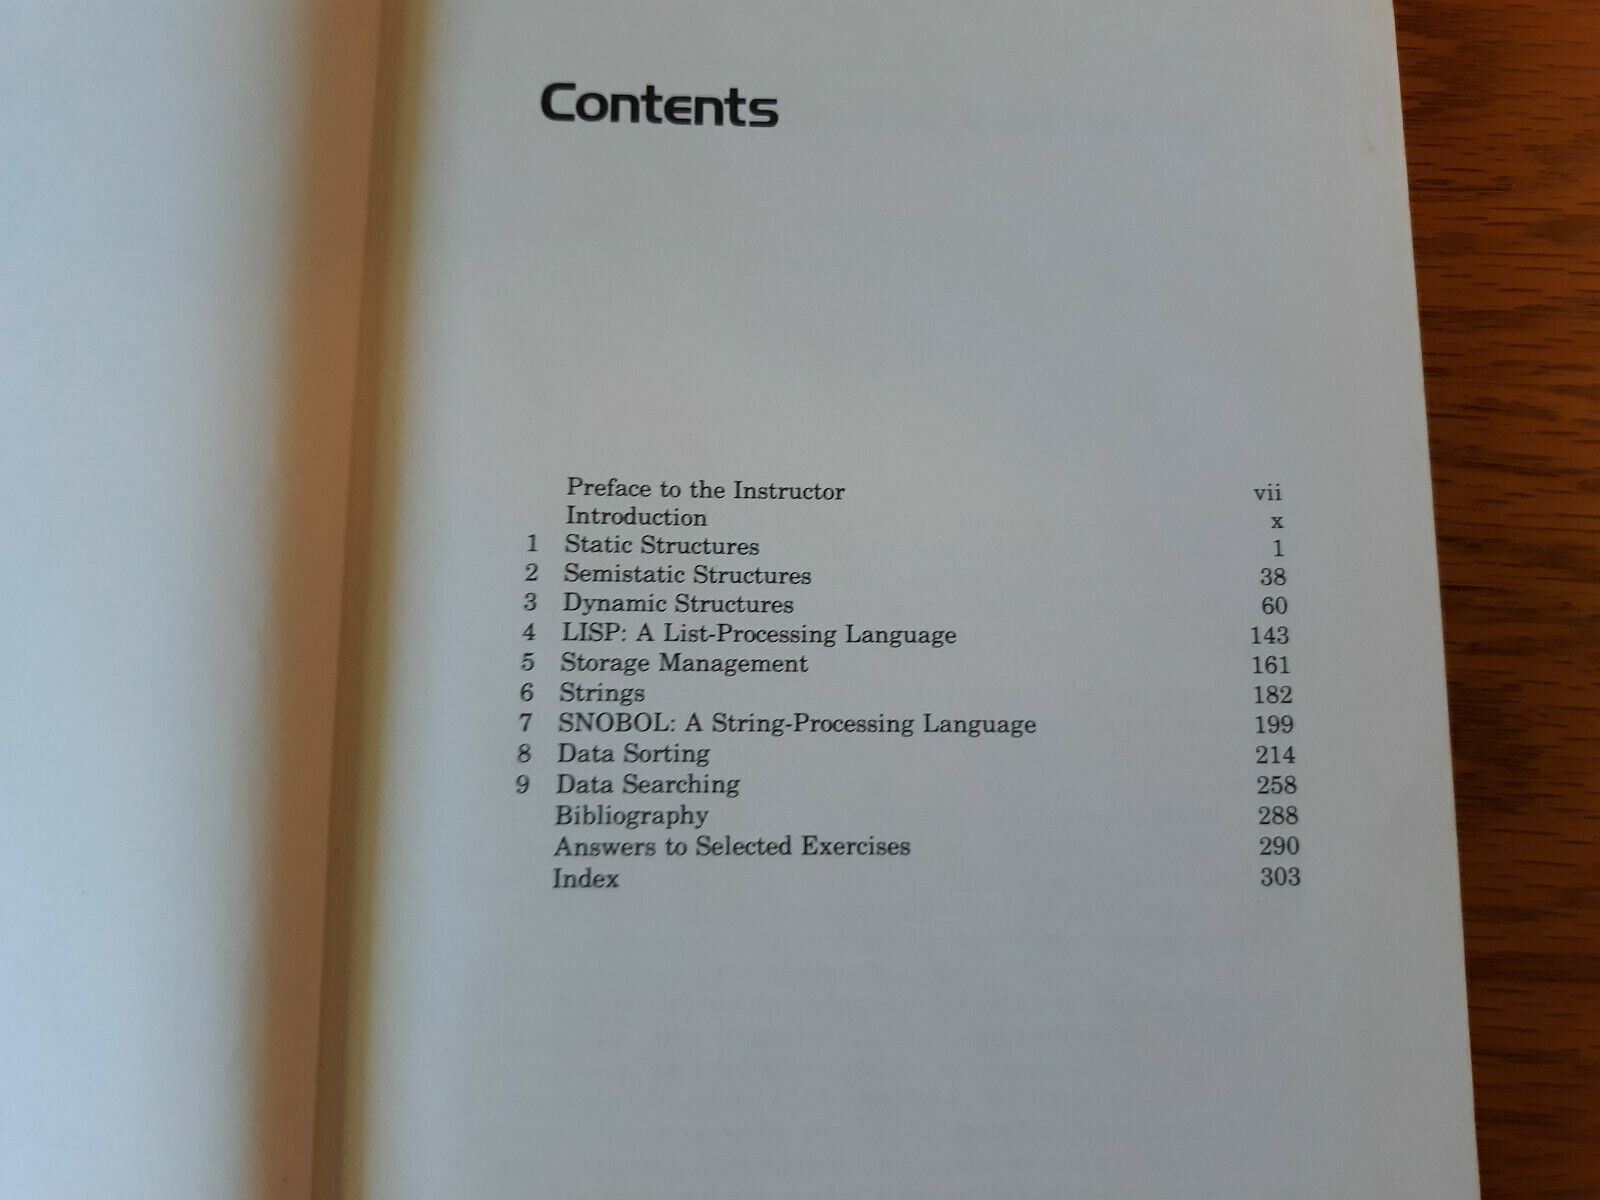 Contents
Preface to the Instructor vii
Introduction x
1 Static Structures 1
2 Semistatic Structures 38
3 Dynamic Structures 60
4 LISP: A List-Processing Language 143
5 Storage Management 161
6 Strings 182
7 SNOBOL: A String-Processing Language 199
8 Data Sorting 214
9 Data Searching 258
Bibliography 288
Answers to Selected Exercises 290
Index 303